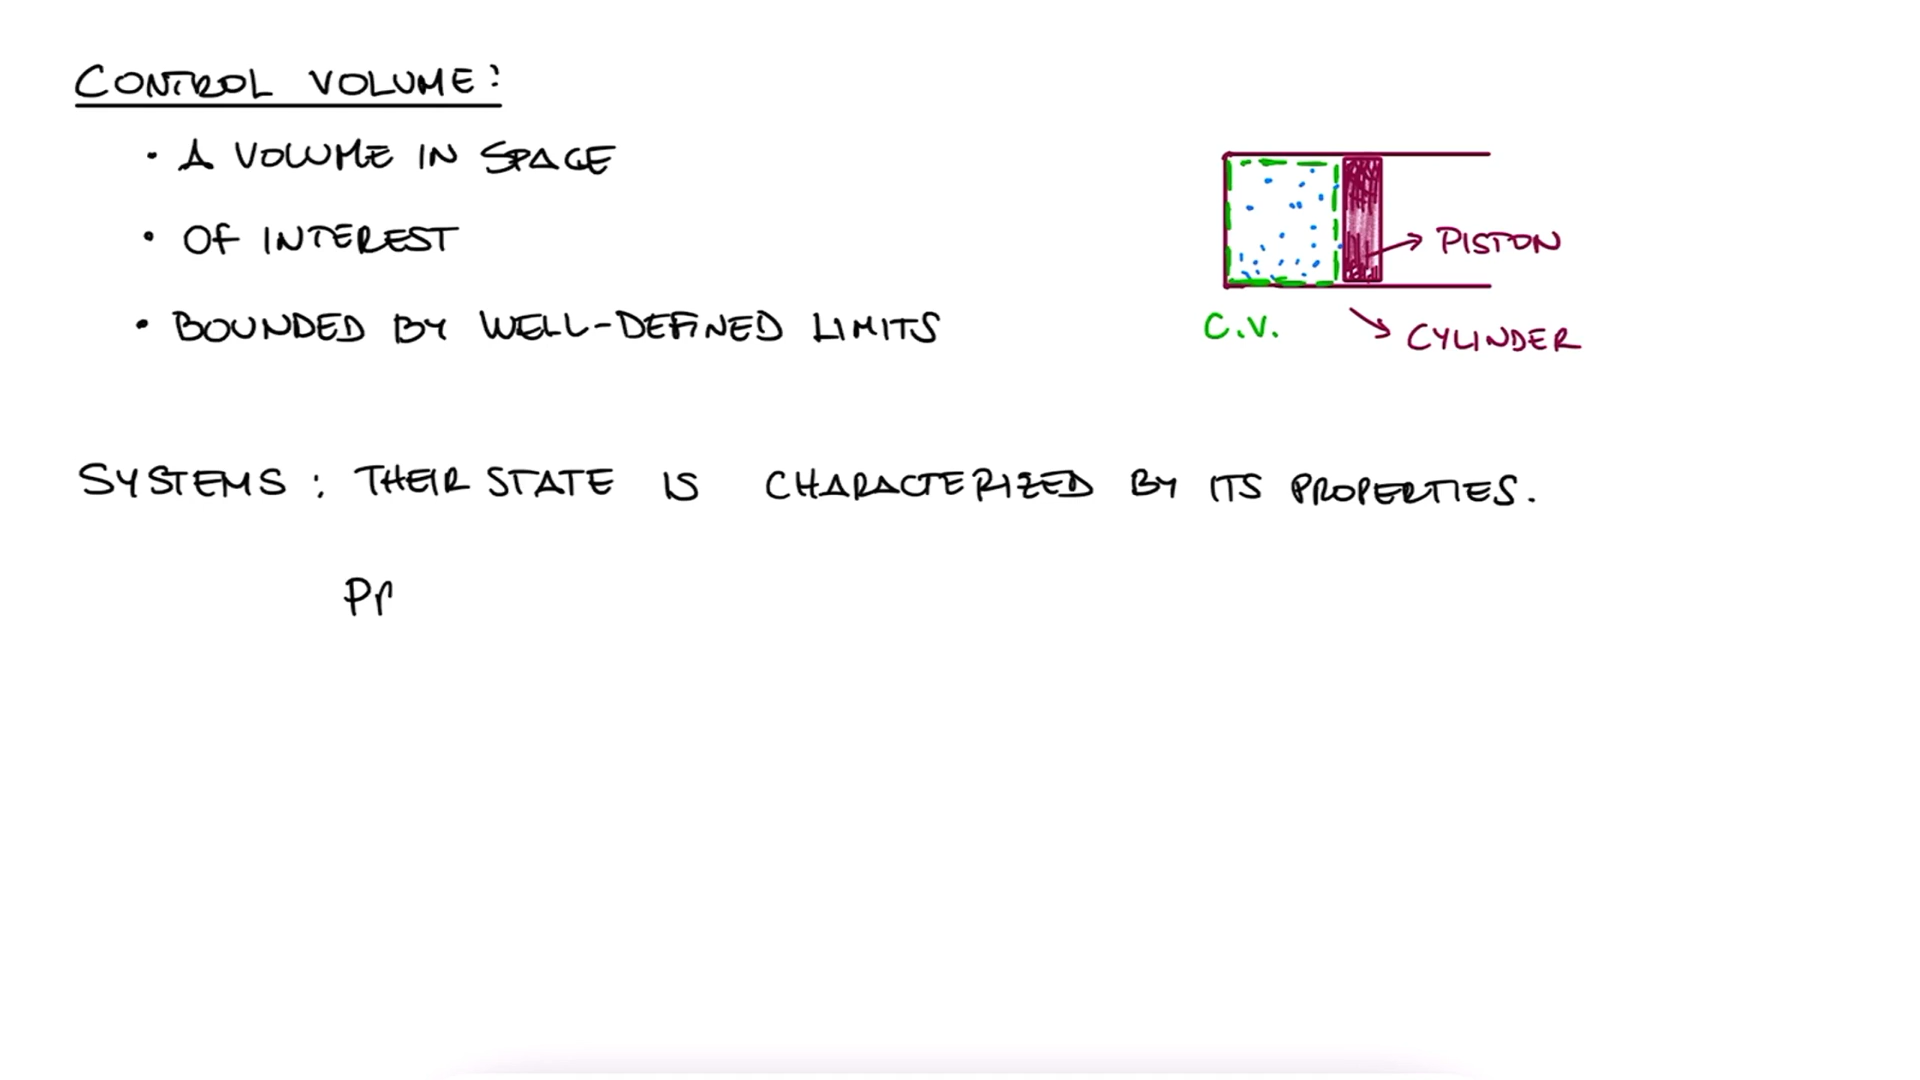 CONTROL VOLUME:
• A VOLUME IN SPACE
• OF INTEREST
• BOUNDED BY WELL-DEFINED LIMITS
PISTON
C.V.
CYLINDER
SYSTEMS: THEIR STATE IS CHARACTERIZED BY ITS PROPERTIES.
Pr